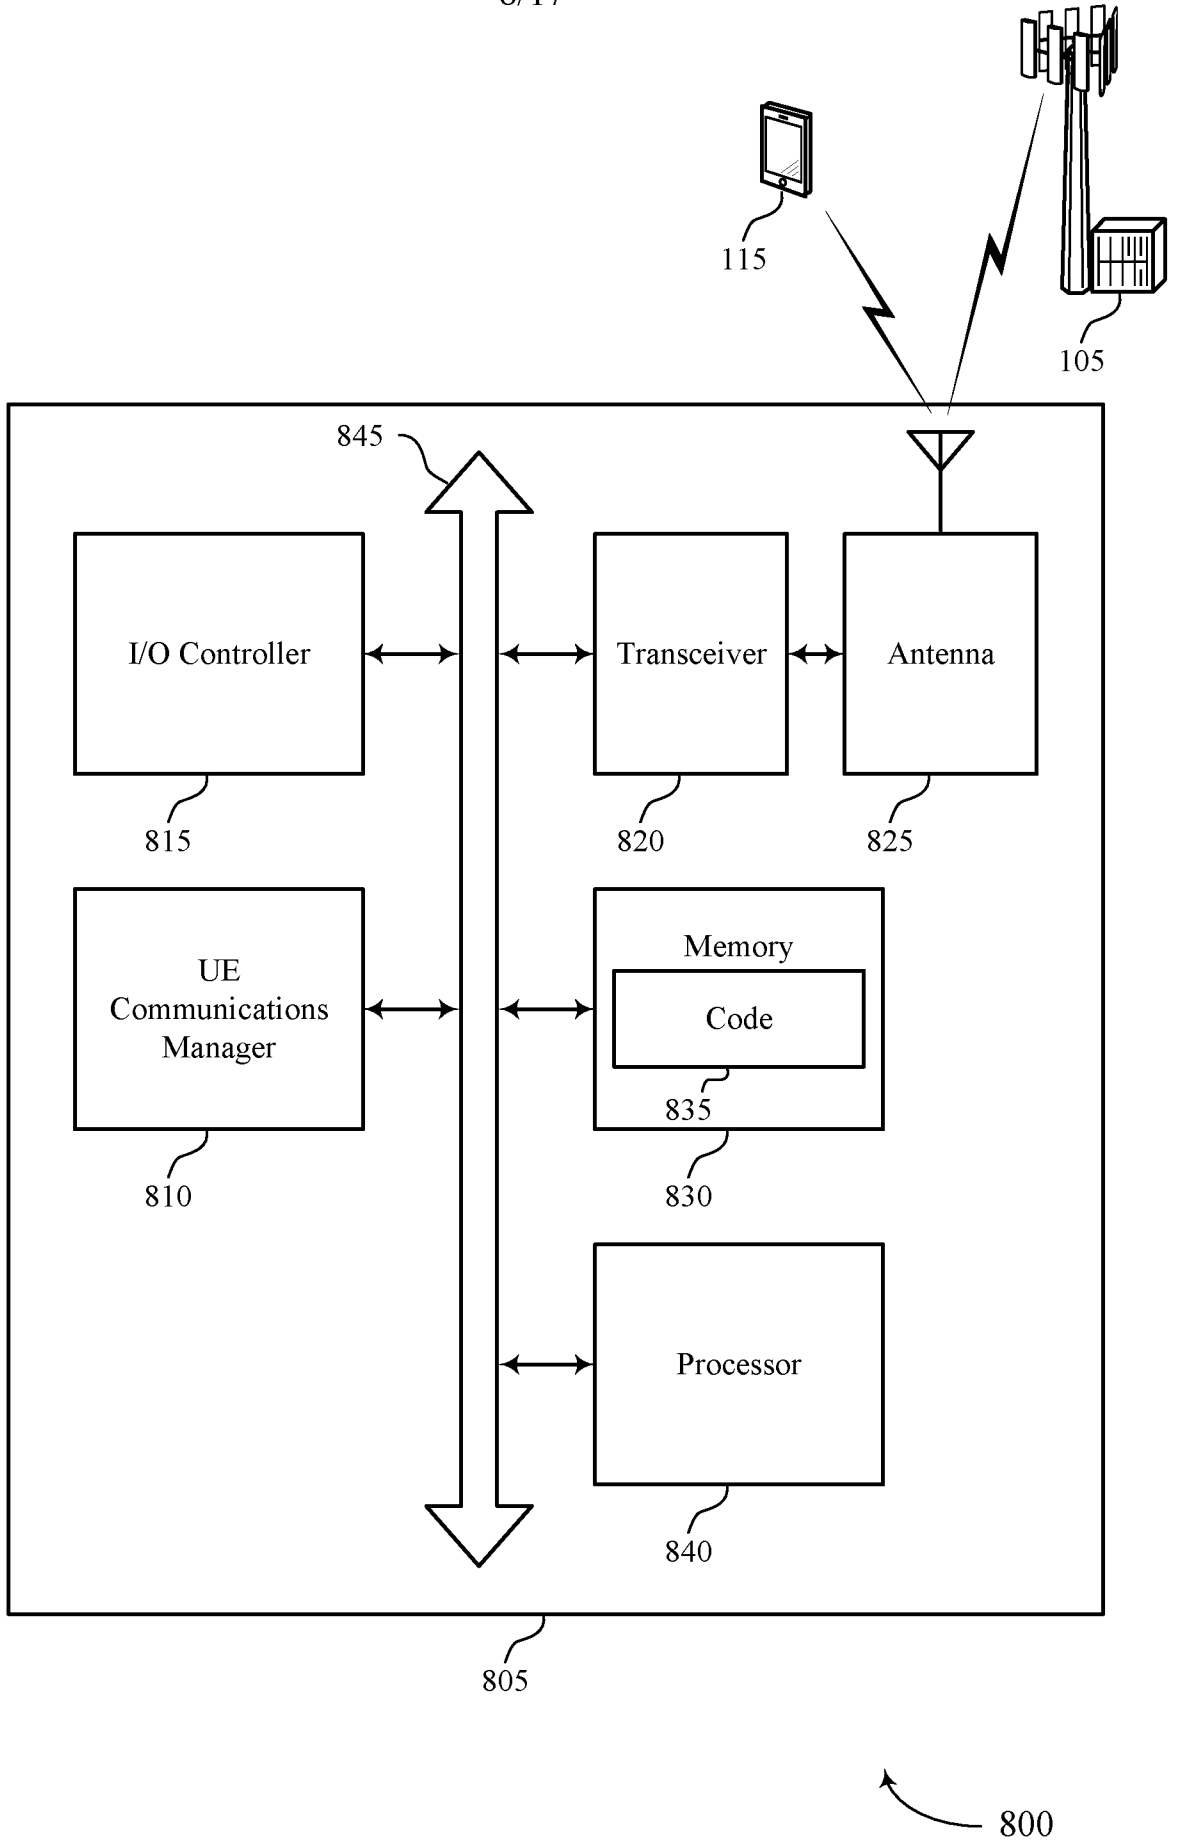 115
105
845
I/O Controller
Transceiver
Antenna
815
820
825
UE
Communications
Manager
Memory
Code
835
810
830
Processor
840
805
800